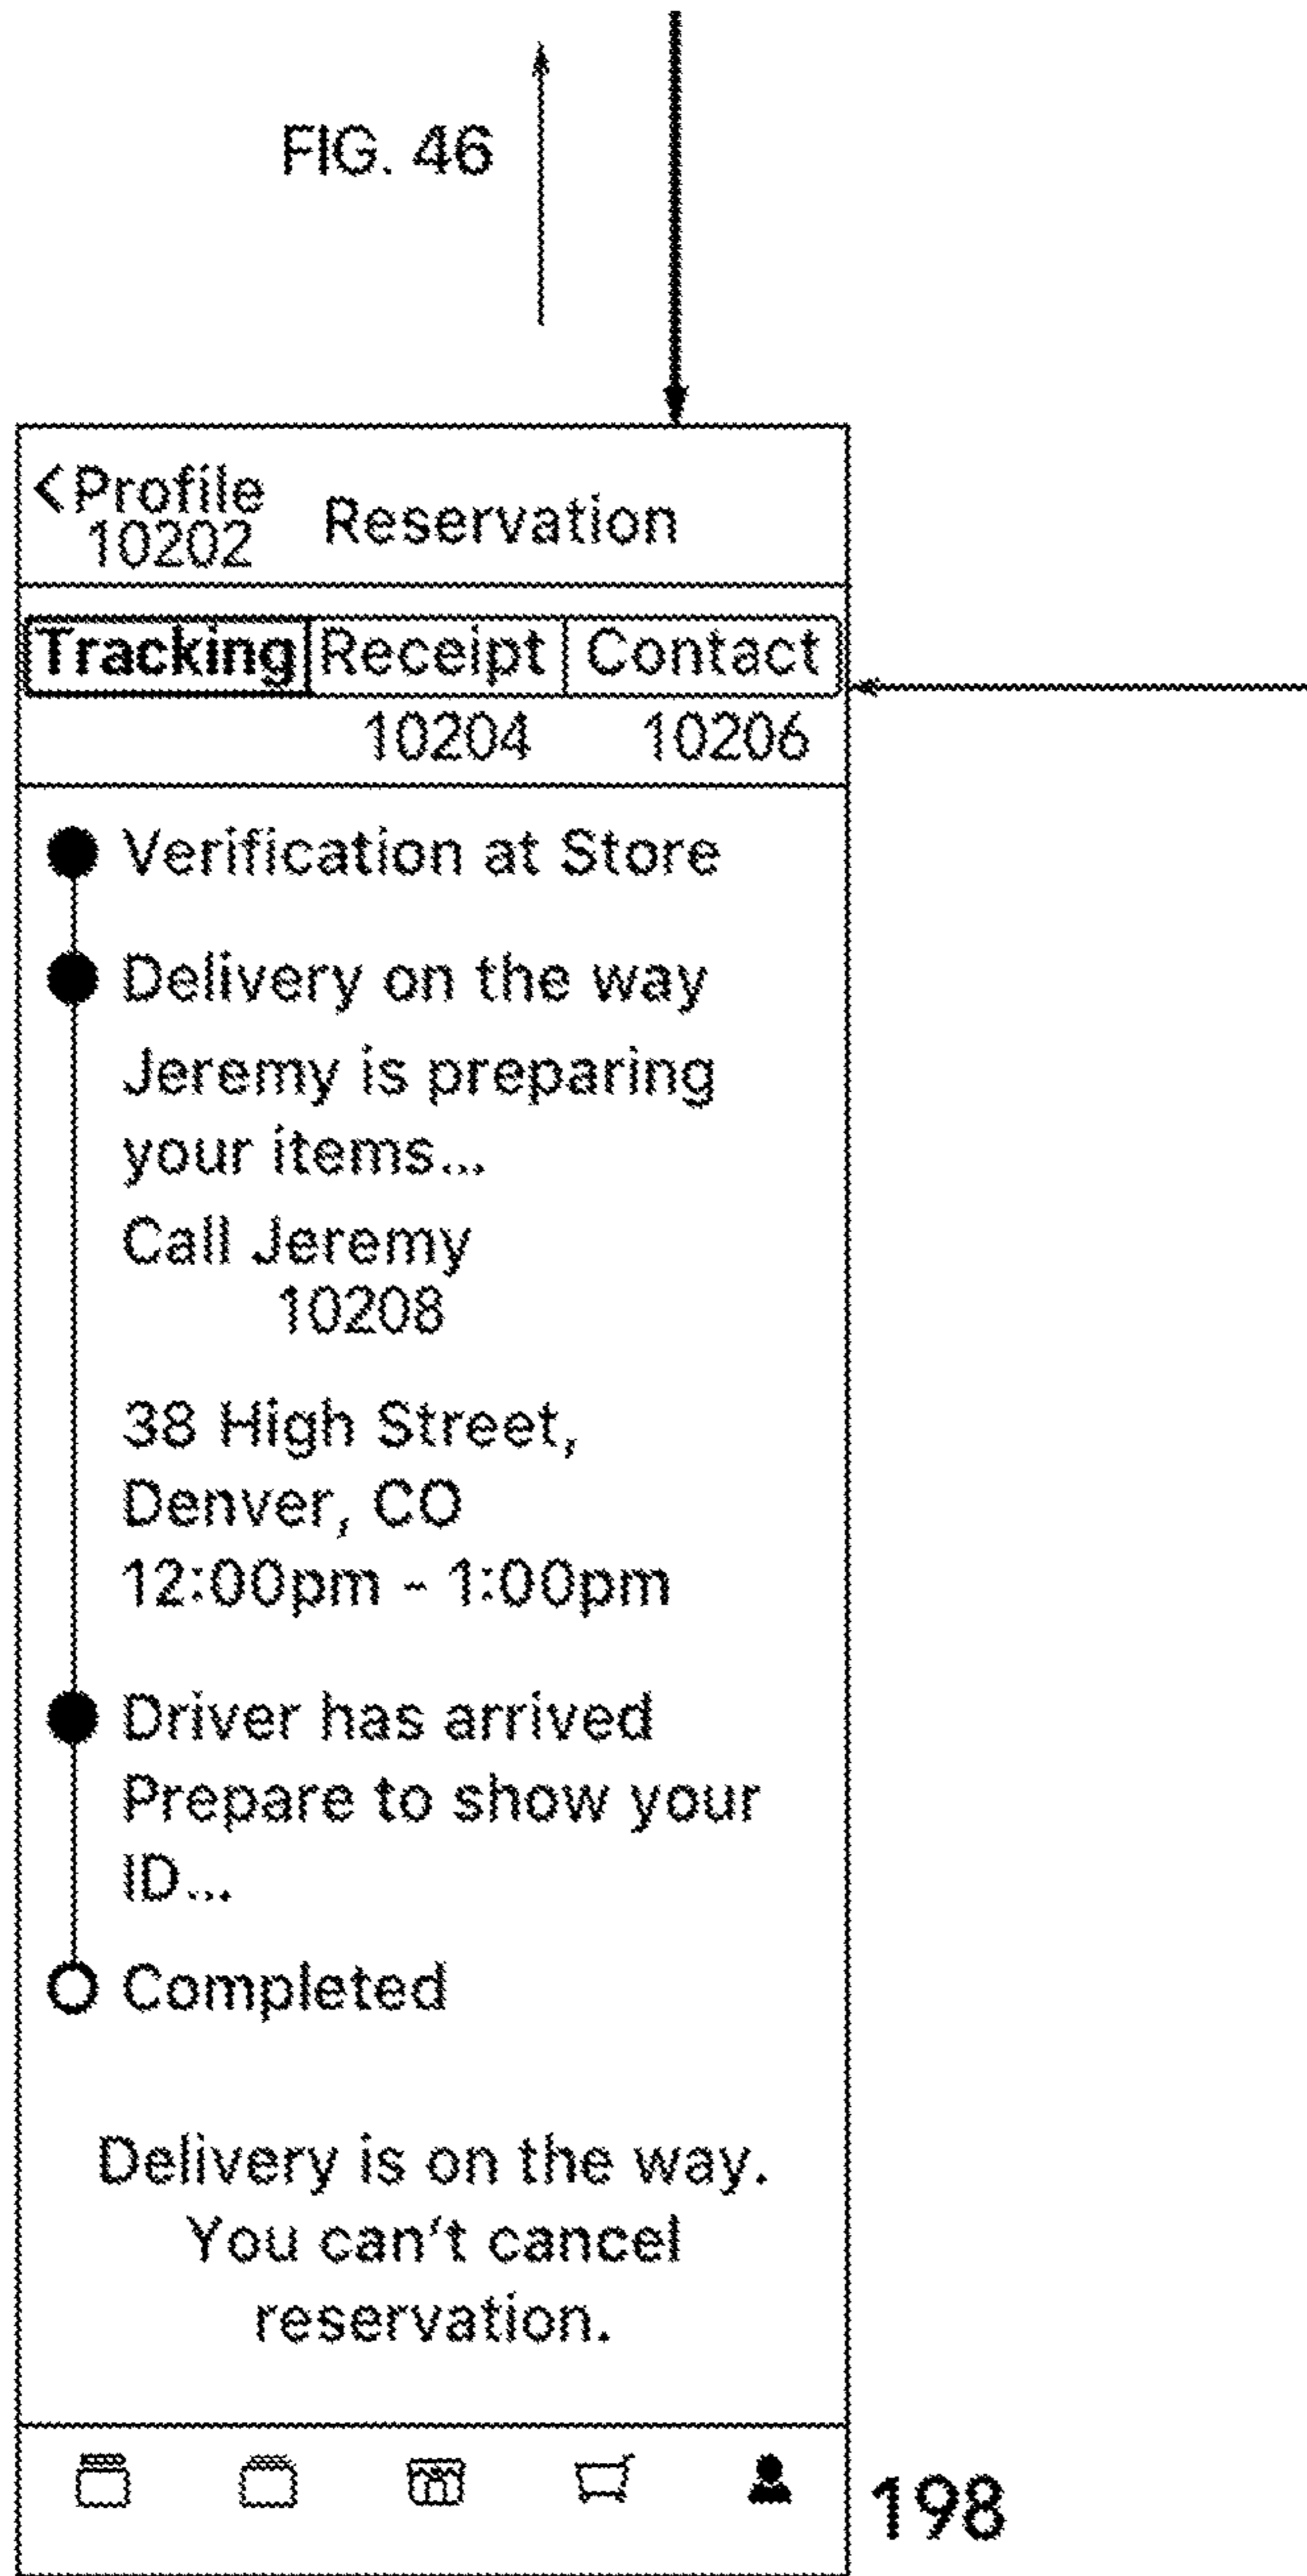 FIG. 46
<Profile
10202
Reservation
Tracking Receipt Contact
10204 10206
Verification at Store
Delivery on the way
Jeremy is preparing
your items...
Call Jeremy
10208
38 High Street,
Denver, CO
12:00pm - 1:00pm
Driver has arrived
Prepare to show your
ID...
Completed
Delivery is on the way.
You can't cancel
reservation.
198